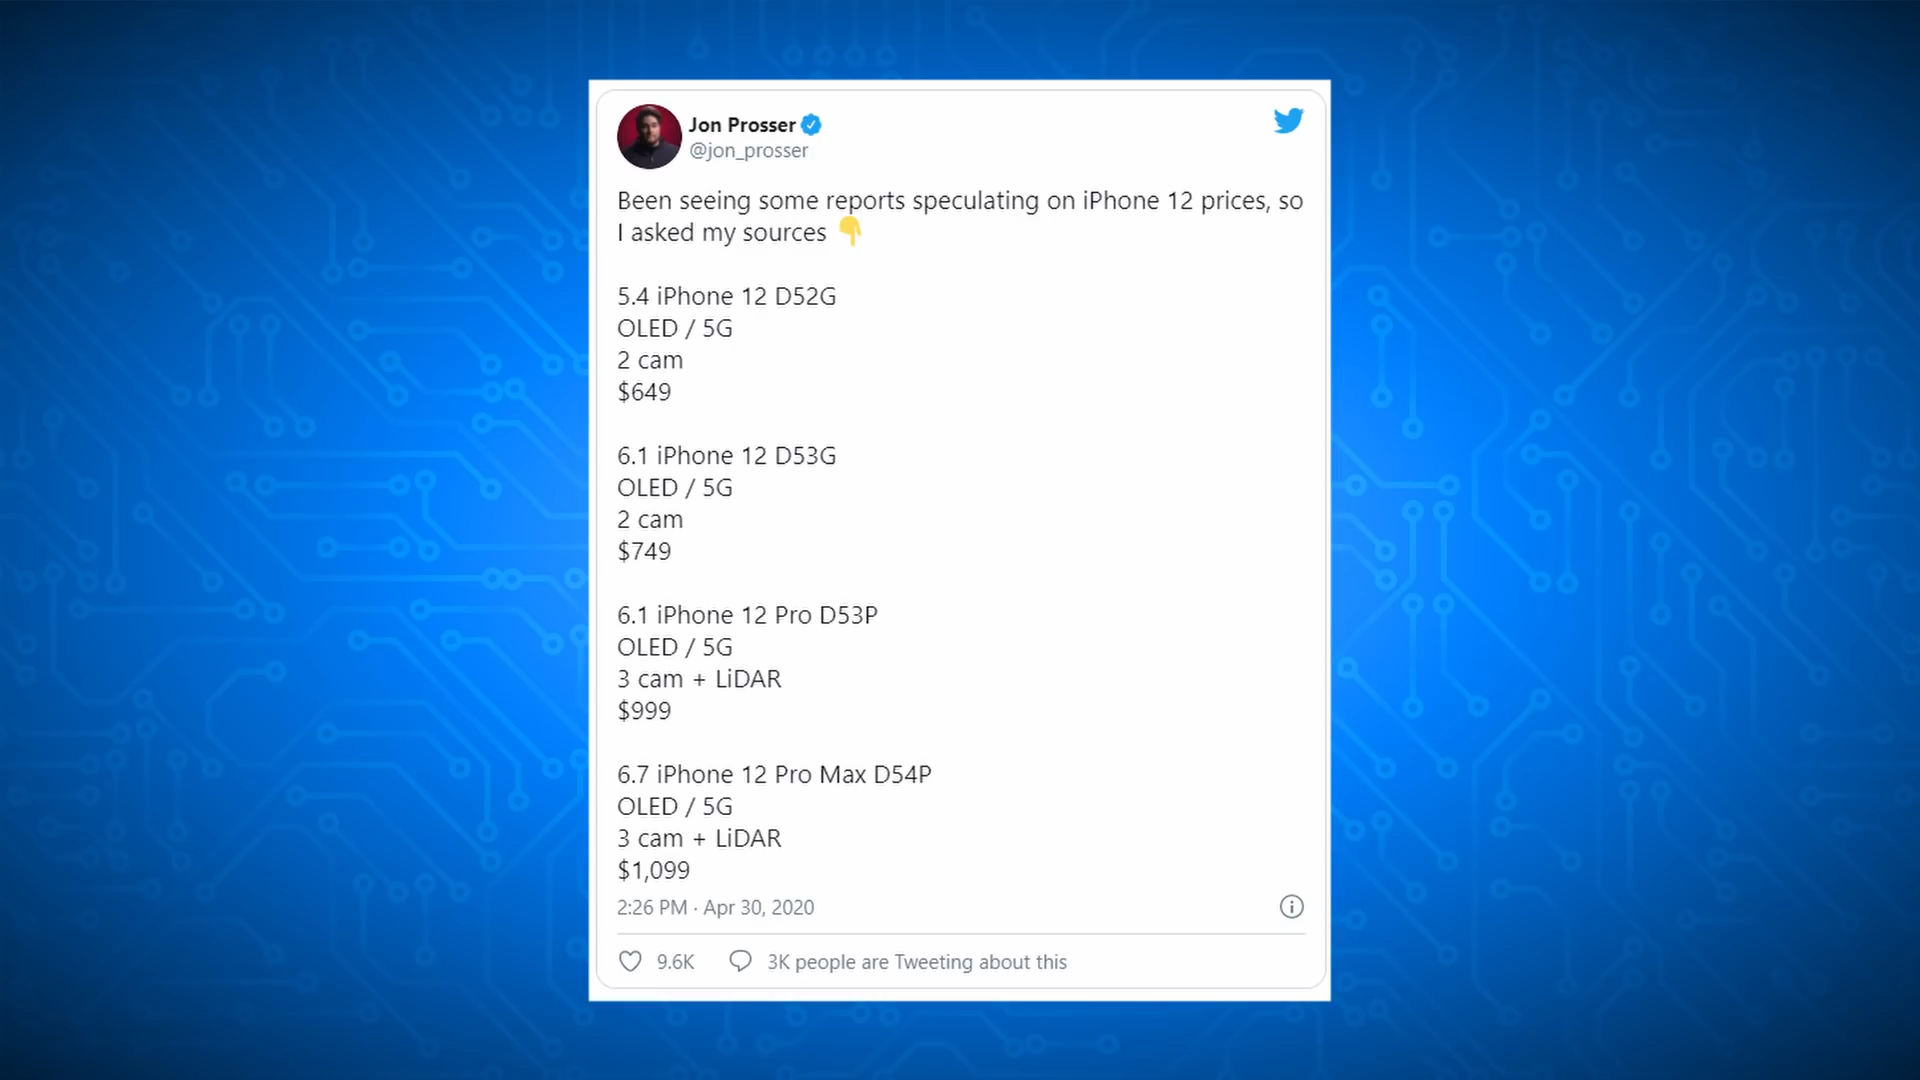 Jon Prosser
@jon_prosser
Been seeing some reports speculating on iPhone 12 prices, so
I asked my sources 👇
5.4 iPhone 12 D52G
OLED / 5G
2 cam
$649
6.1 iPhone 12 D53G
OLED / 5G
2 cam
$749
6.1 iPhone 12 Pro D53P
OLED / 5G
3 cam + LiDAR
$999
6.7 iPhone 12 Pro Max D54P
OLED / 5G
3 cam + LiDAR
$1,099
2:26 PM · Apr 30, 2020
9.6K 3K people are Tweeting about this